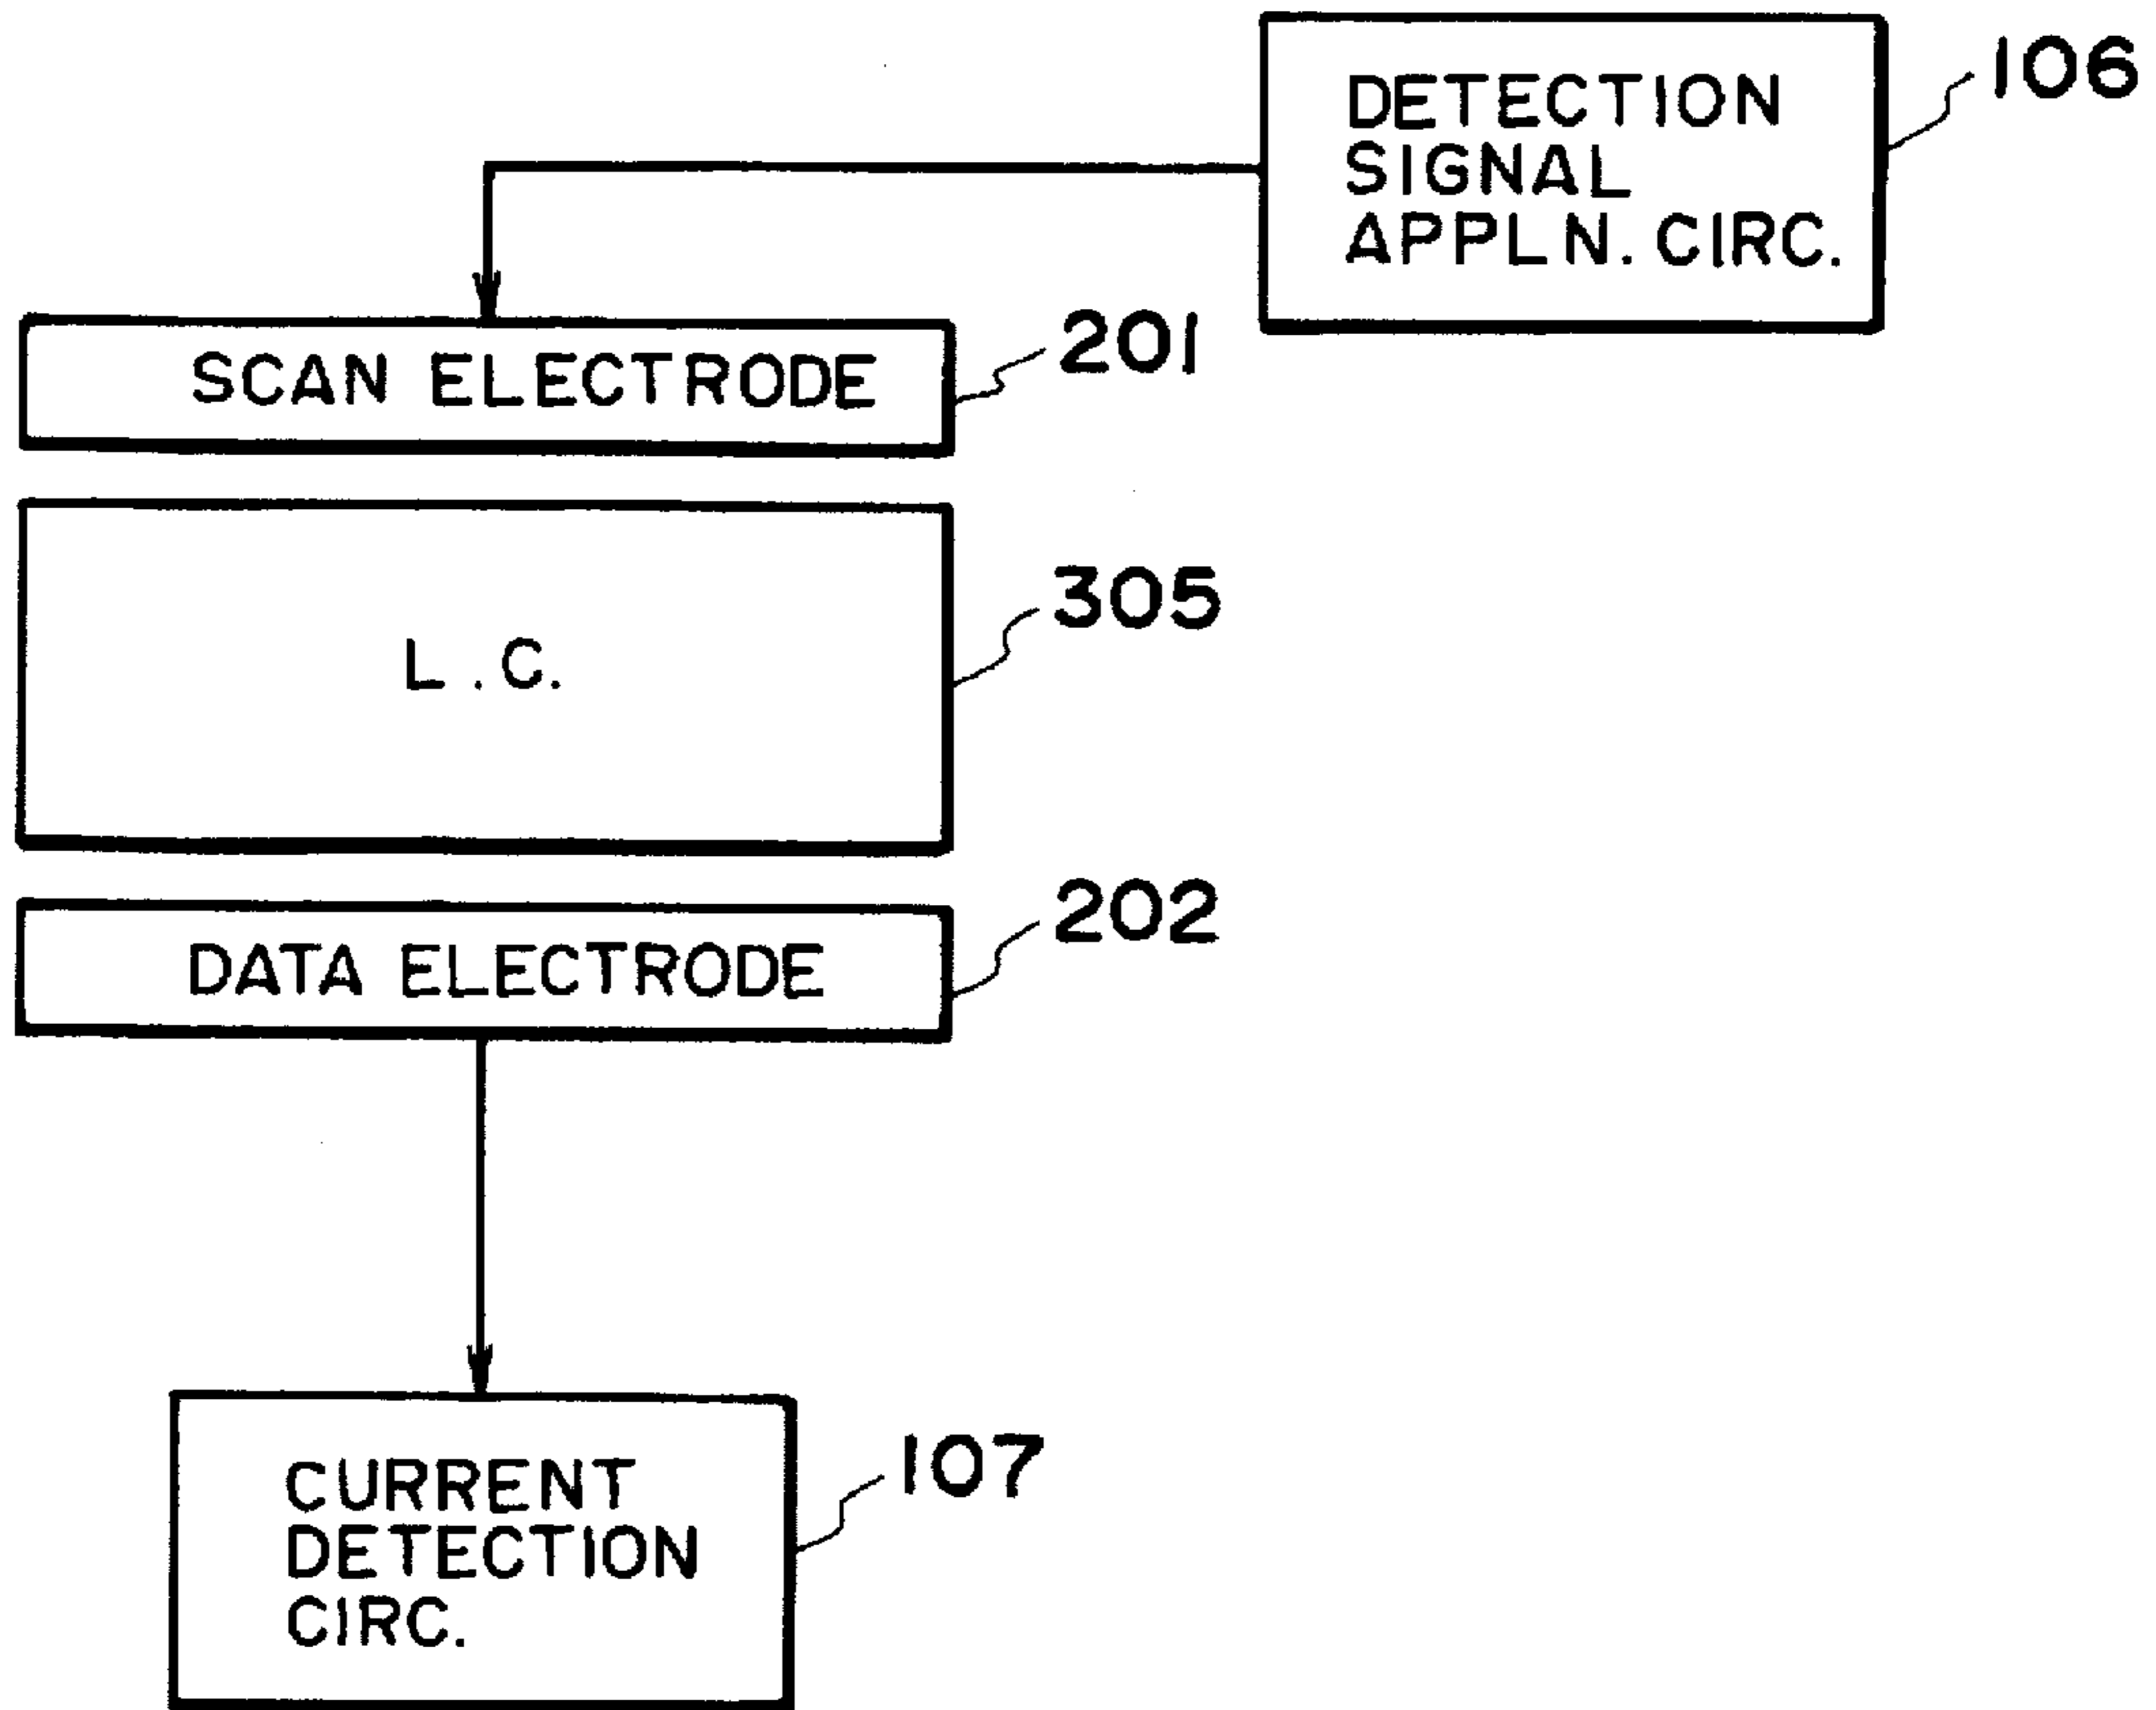 DETECTION
SIGNAL
APPLN. CIRC.
106
SCAN ELECTRODE
201
L.C.
305
DATA ELECTRODE
202
CURRENT
DETECTION
CIRC.
107